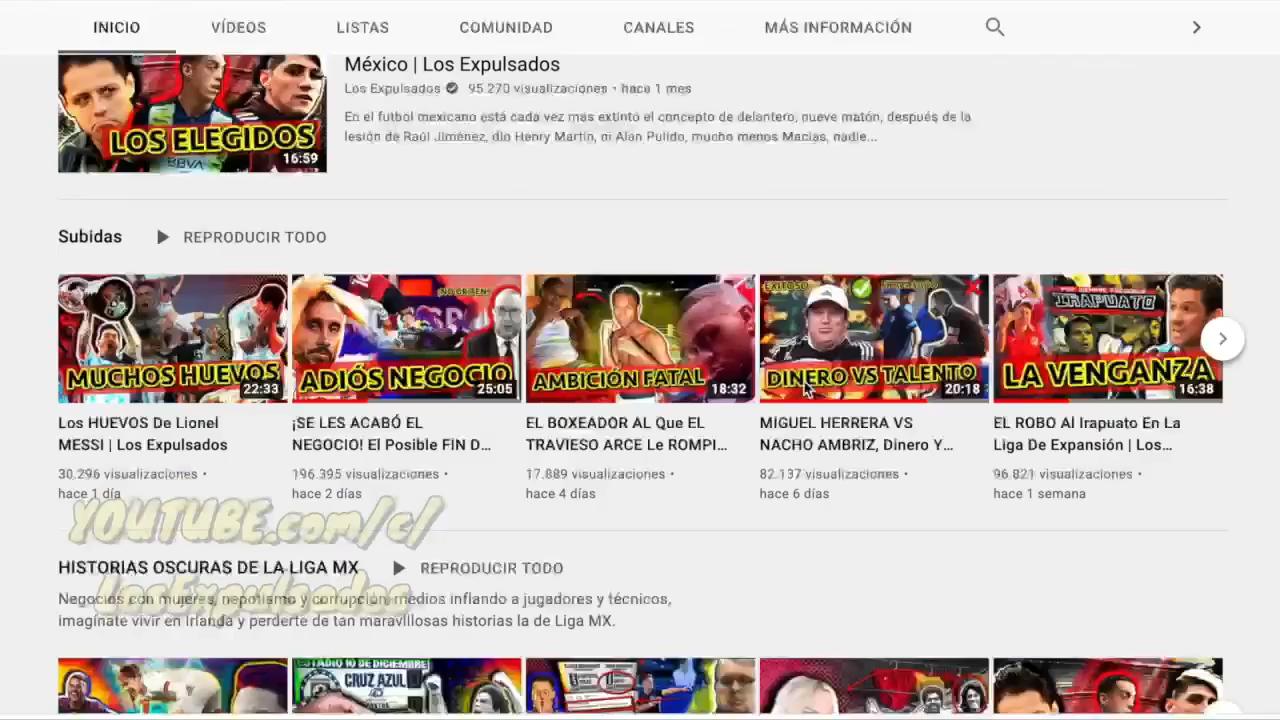 INICIO
VÍDEOS
LISTAS
COMUNIDAD
CANALES
MÁS INFORMACIÓN
LOS ELEGIDOS
BBVA
16:59
México | Los Expulsados
Los Expulsados 95.270 visualizaciones • hace 1 mes
En el futbol mexicano está cada vez mas extinto el concepto de delantero, nueve matón, después de la
lesión de Raúl Jiménez, dio Henry Martín, ni Alan Pulido, mucho menos Macias, nadie...
Subidas
REPRODUCIR TODO
MUCHOS HUEVOS
22:33
Los HUEVOS De Lionel
MESSI | Los Expulsados
30.296 visualizaciones •
hace 1 día
ADIÓS NEGOCIO
25:05
¡SE LES ACABÓ EL
NEGOCIO! El Posible FIN D...
196.395 visualizaciones •
hace 2 días
AMBICIÓN FATAL
18:32
EL BOXEADOR AL Que EL
TRAVIESO ARCE Le ROMPI...
17.889 visualizaciones •
hace 4 días
EXITOSO
DINERO VS TALENTO
20:18
MIGUEL HERRERA VS
NACHO AMBRIZ, Dinero Y...
82.137 visualizaciones •
hace 6 días
IRAPUATO
LA VENGANZA
16:38
EL ROBO Al Irapuato En La
Liga De Expansión | Los...
96.821 visualizaciones •
hace 1 semana
YOUTUBE.com/c/
LosExpulsados
HISTORIAS OSCURAS DE LA LIGA MX
REPRODUCIR TODO
Negocios con mujeres, nepotismo y corrupción medios inflando a jugadores y técnicos,
imagínate vivir en Irlanda y perderte de tan maravillosas historias la de Liga MX.
ESTADIO 10 DE DICIEMBRE
CRUZ AZUL